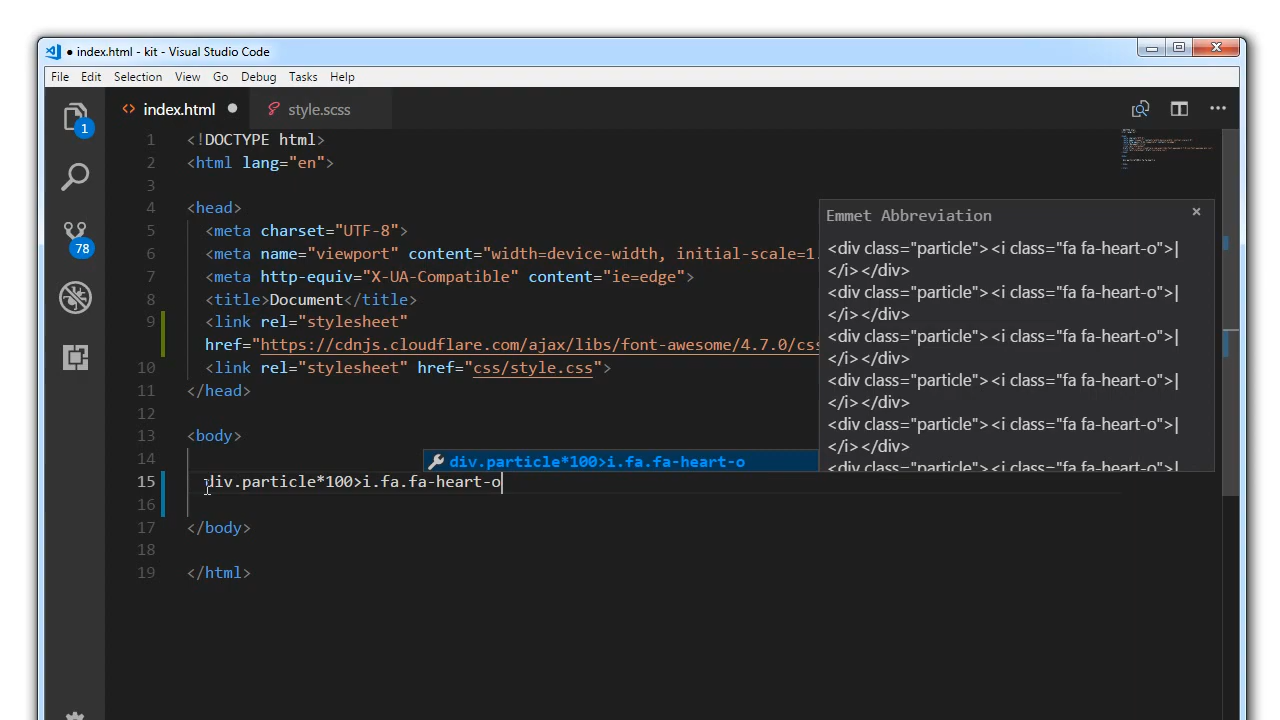 ● index.html - kit - Visual Studio Code
File Edit Selection View Go Debug Tasks Help
index.html ● style.scss
1
78
1 <!DOCTYPE html>
2 <html lang="en">
3
4 <head>
5 <meta charset="UTF-8">
6 <meta name="viewport" content="width=device-width, initial-scale=1.
7 <meta http-equiv="X-UA-Compatible" content="ie=edge">
8 <title>Document</title>
9 <link rel="stylesheet"
href="https://cdnjs.cloudflare.com/ajax/libs/font-awesome/4.7.0/css
10 <link rel="stylesheet" href="css/style.css">
11 </head>
12
13 <body>
14
div.particle*100>i.fa.fa-heart-o
15 div.particle*100>i.fa.fa-heart-o
16
17 </body>
18
19 </html>
Emmet Abbreviation
<div class="particle"><i class="fa fa-heart-o">|
</i></div>
<div class="particle"><i class="fa fa-heart-o">|
</i></div>
<div class="particle"><i class="fa fa-heart-o">|
</i></div>
<div class="particle"><i class="fa fa-heart-o">|
</i></div>
<div class="particle"><i class="fa fa-heart-o">|
</i></div>
<div class="particle"><i class="fa fa-heart-o">|